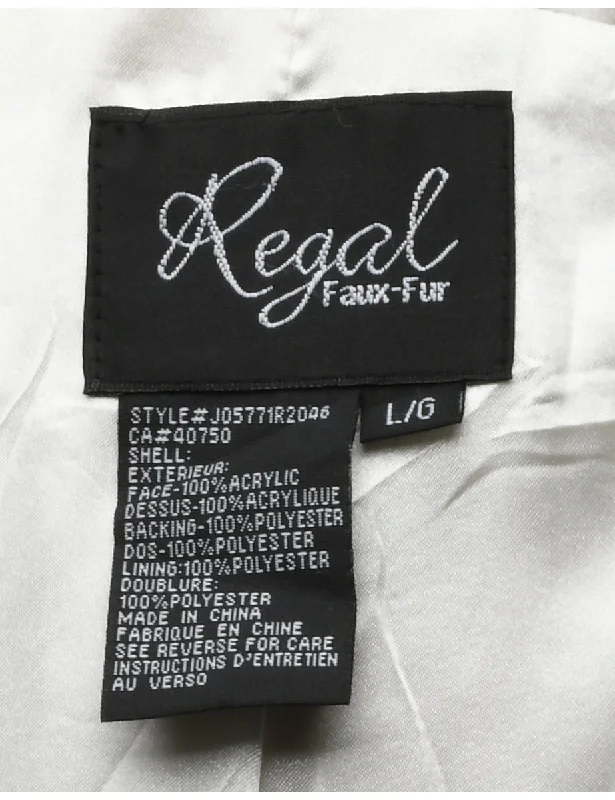 Regal
Faux-Fur
L/G
STYLE#J05771R2046
CA#40750
SHELL:
EXTERIEUR:
FACE-100%ACRYLIC
DESSUS-100%ACRYLIQUE
BACKING-100%POLYESTER
DOS-100%POLYESTER
LINING:100%POLYESTER
DOUBLURE:
100%POLYESTER
MADE IN CHINA
FABRIQUE EN CHINE
SEE REVERSE FOR CARE
INSTRUCTIONS D'ENTRETIEN
AU VERSO